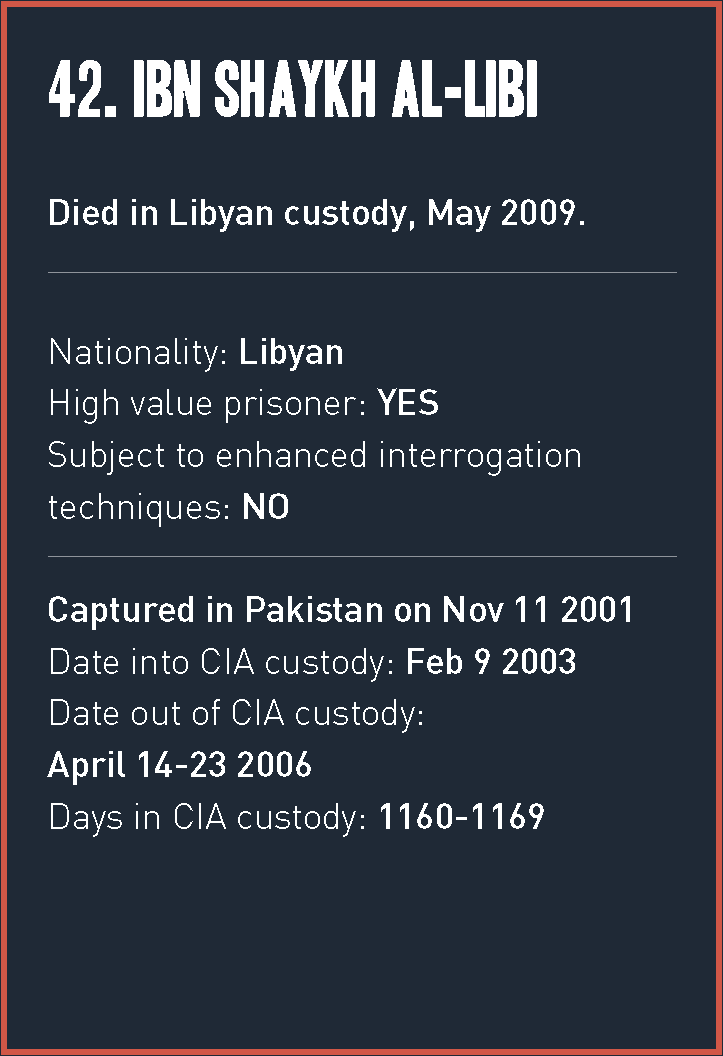 42. IBN SHAYKH AL-LIBI
Died in Libyan custody, May 2009.
Nationality: Libyan
High value prisoner: YES
Subject to enhanced interrogation
techniques: NO
Captured in Pakistan on Nov 11 2001
Date into CIA custody: Feb 9 2003
Date out of CIA custody:
April 14-23 2006
Days in CIA custody: 1160-1169